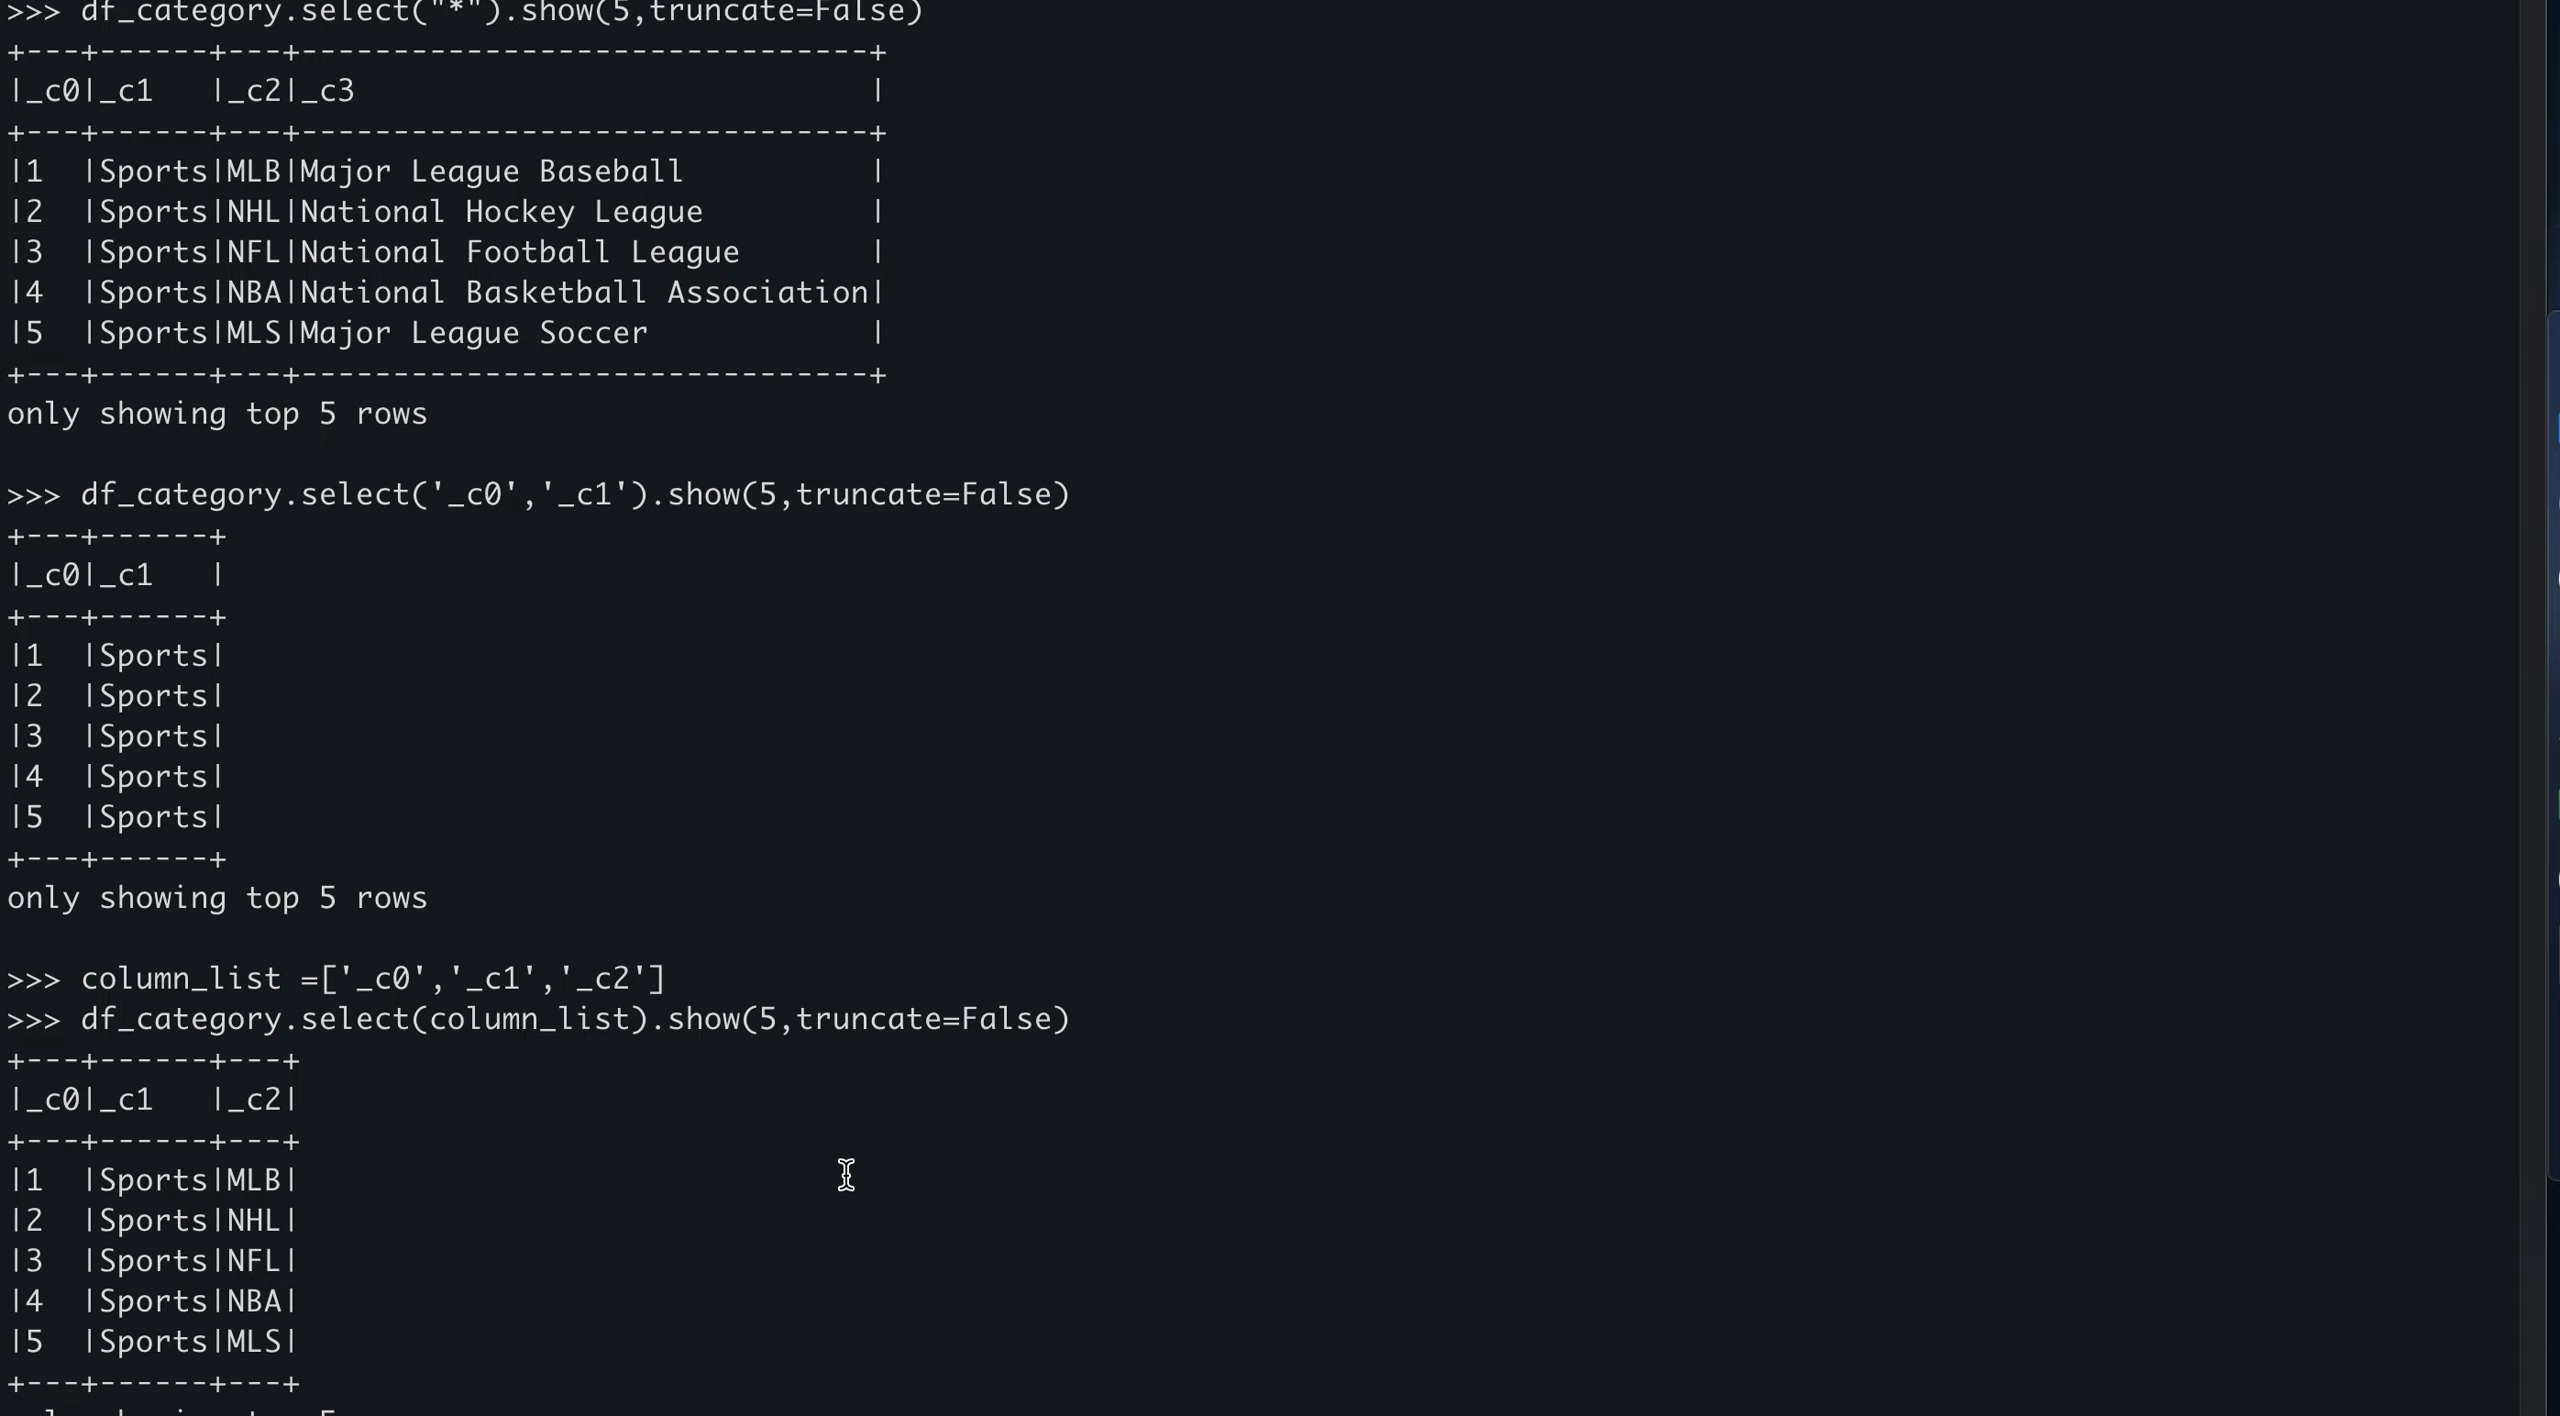 >>> df_category.select("*").show(5,truncate=False)
+---+------+---+-------------------------------+
|_c0|_c1   |_c2|_c3                            |
+---+------+---+-------------------------------+
|1  |Sports|MLB|Major League Baseball          |
|2  |Sports|NHL|National Hockey League         |
|3  |Sports|NFL|National Football League       |
|4  |Sports|NBA|National Basketball Association|
|5  |Sports|MLS|Major League Soccer            |
+---+------+---+-------------------------------+
only showing top 5 rows
>>> df_category.select('_c0','_c1').show(5,truncate=False)
+---+------+
|_c0|_c1   |
+---+------+
|1  |Sports|
|2  |Sports|
|3  |Sports|
|4  |Sports|
|5  |Sports|
+---+------+
only showing top 5 rows
>>> column_list =['_c0','_c1','_c2']
>>> df_category.select(column_list).show(5,truncate=False)
+---+------+---+
|_c0|_c1   |_c2|
+---+------+---+
|1  |Sports|MLB|
|2  |Sports|NHL|
|3  |Sports|NFL|
|4  |Sports|NBA|
|5  |Sports|MLS|
+---+------+---+